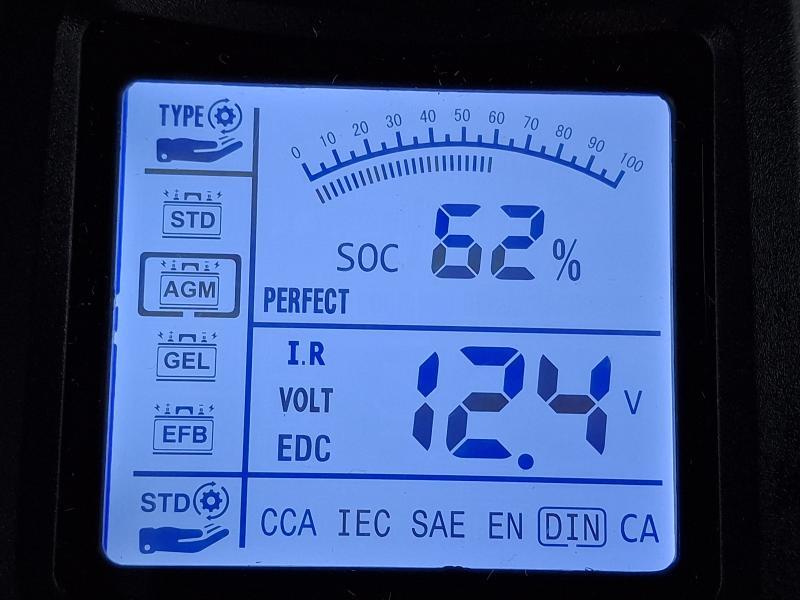 TYPE
0 10 20 30 40 50 60 70 80 90 100
STD
SOC 62 %
AGM
PERFECT
I.R
GEL
VOLT 12.4 V
EFB
EDC
STD
CCA IEC SAE EN DIN CA